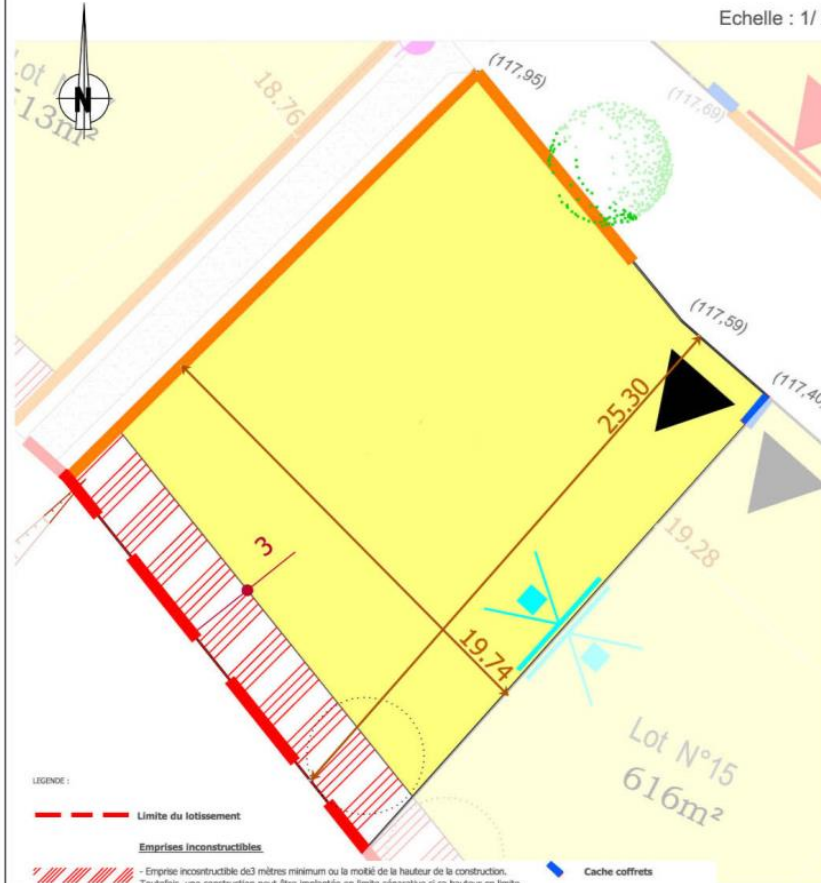 Echelle : 1/
N
513m²
18.76
(117,95)
(117,69)
(117,59)
(117,40)
25.30
19.28
3
19.74
Lot N°15
616m²
LEGENDE :
Limite du lotissement
Emprises inconstructibles
- Emprise incosntructible de3 mètres minimum ou la moitié de la hauteur de la construction.
Cache coffrets